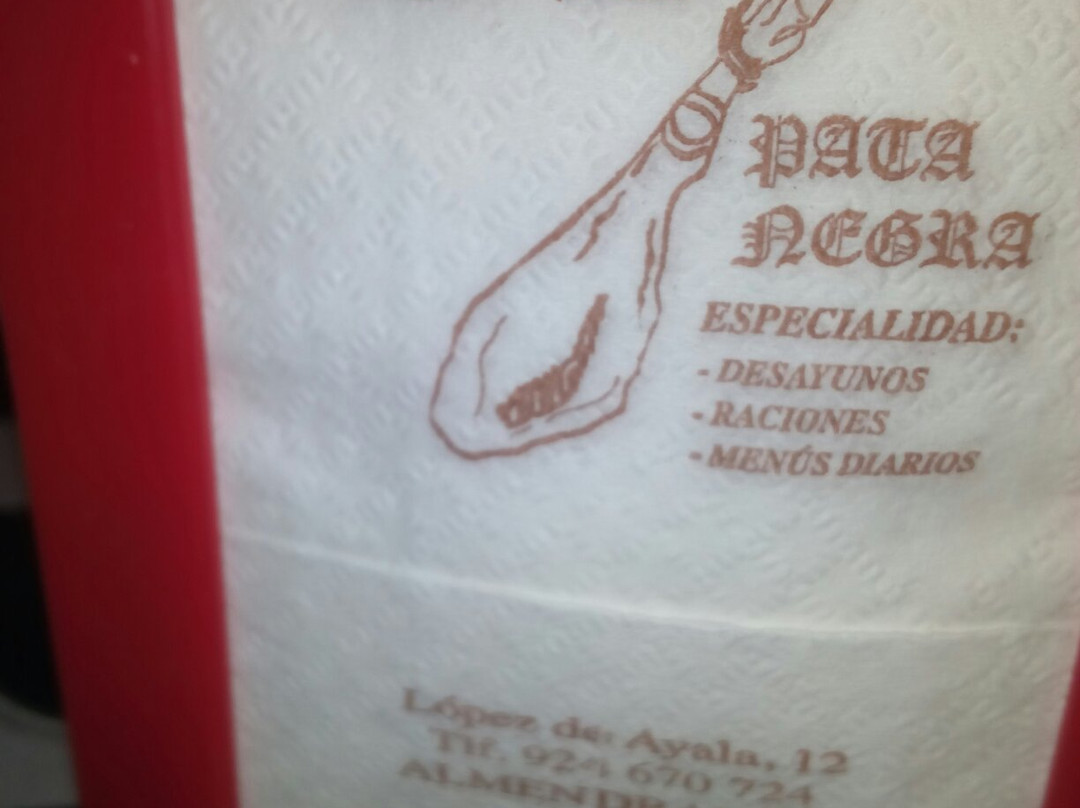 PATA
NEGRA
ESPECIALIDAD:
- DESAYUNOS
- RACIONES
- MENÚS DIARIOS
López de Ayala, 12
Tlf. 924 670 724